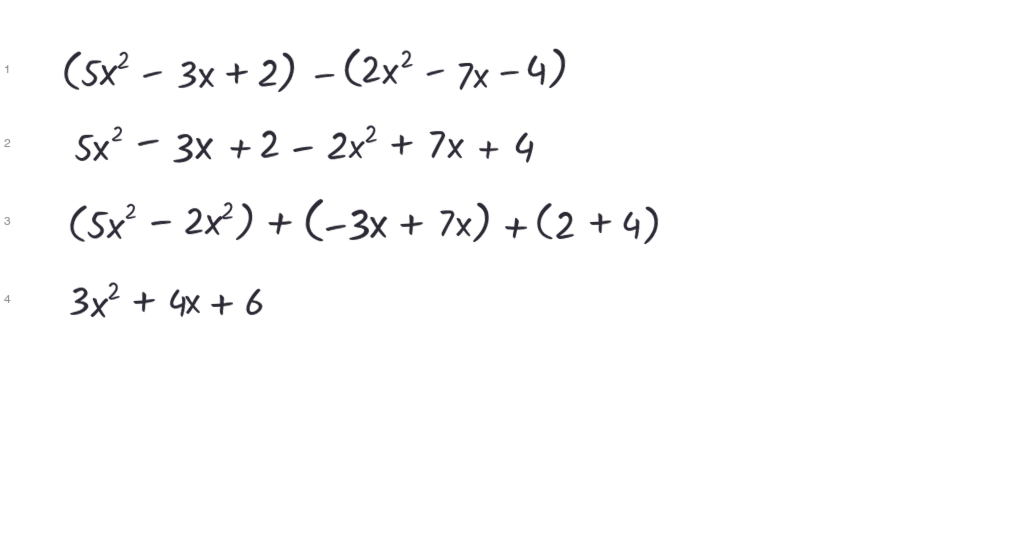 1 (5x² - 3x + 2) - (2x² - 7x - 4)
2 5x² - 3x + 2 - 2x² + 7x + 4
3 (5x² - 2x²) + (-3x + 7x) + (2 + 4)
4 3x² + 4x + 6